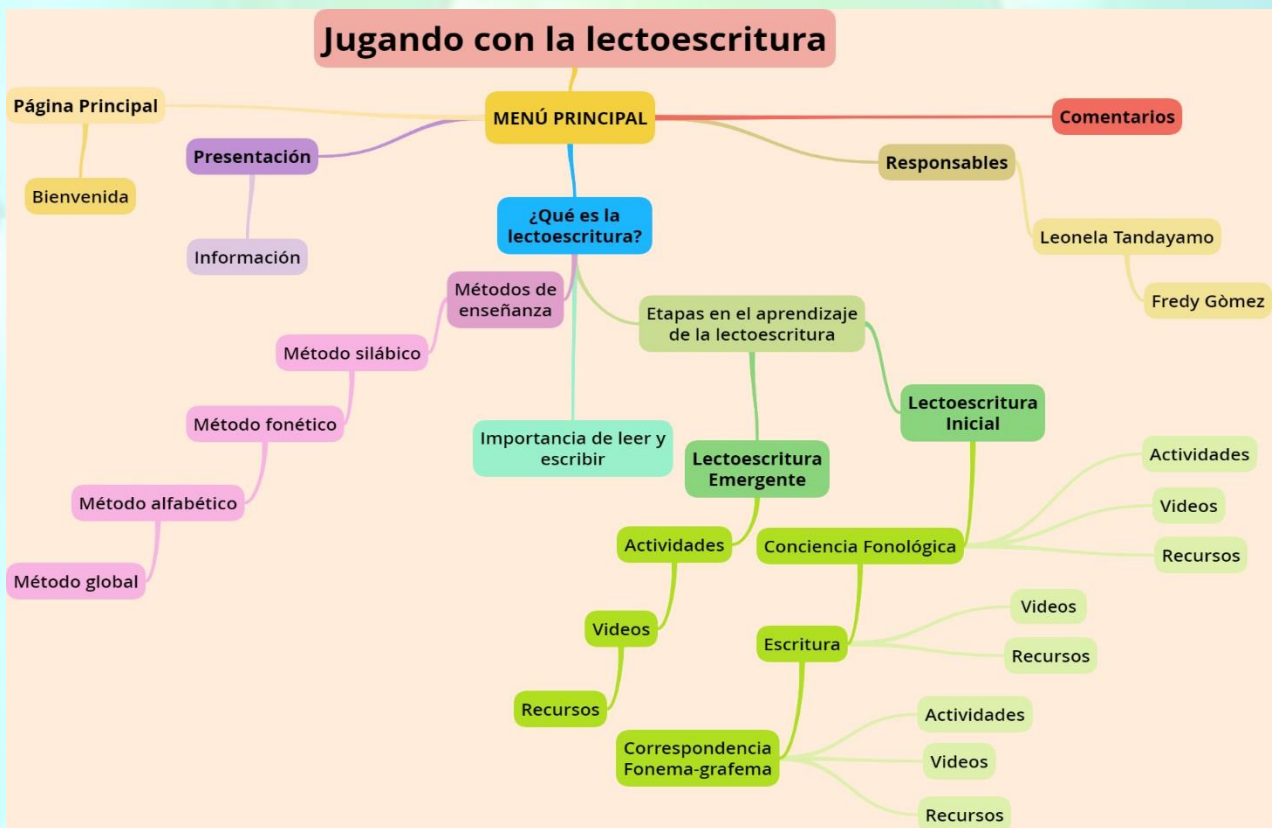 Jugando con la lectoescritura
MENÚ PRINCIPAL
Página Principal
Bienvenida
Presentación
Información
¿Qué es la
lectoescritura?
Métodos de
enseñanza
Método silábico
Método fonético
Método alfabético
Método global
Importancia de leer y
escribir
Etapas en el aprendizaje
de la lectoescritura
Lectoescritura
Emergente
Actividades
Videos
Recursos
Lectoescritura
Inicial
Conciencia Fonológica
Actividades
Videos
Recursos
Escritura
Videos
Recursos
Correspondencia
Fonema-grafema
Actividades
Videos
Recursos
Responsables
Leonela Tandayamo
Fredy Gòmez
Comentarios